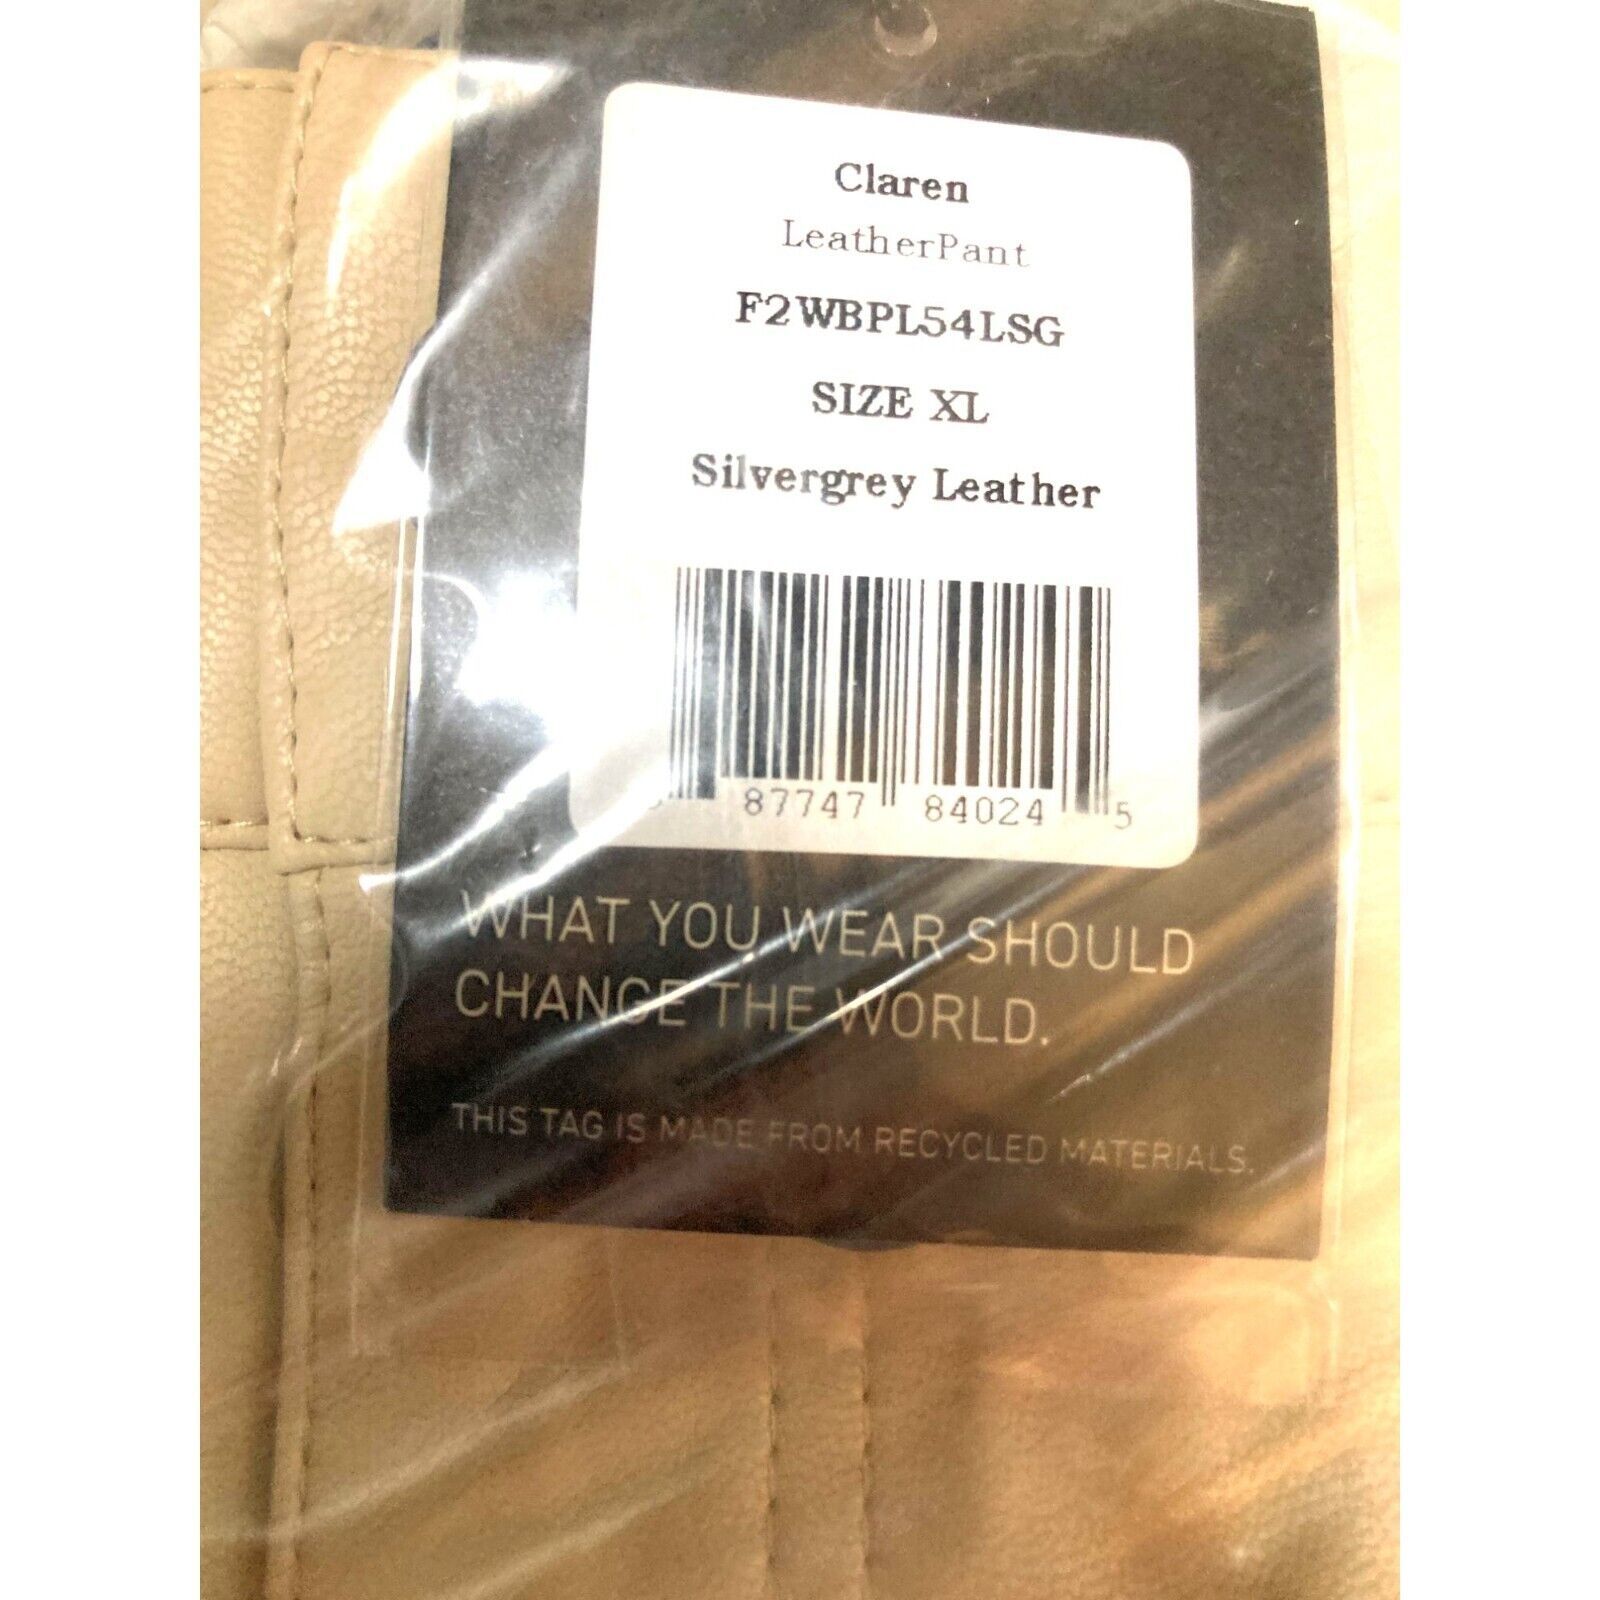 Claren
LeatherPant
F2WBPL54LSG
SIZE XL
Silvergrey Leather
87747 84024 5
WHAT YOU WEAR SHOULD
CHANGE THE WORLD.
THIS TAG IS MADE FROM RECYCLED MATERIALS.